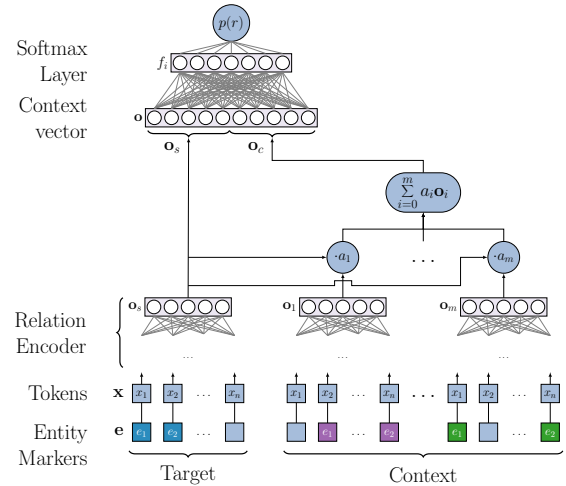 p(r)
Softmax
Layer
f_i
Context
vector
o
o_s o_c
m
∑ a_i o_i
i=0
·a_1 . . . ·a_m
Relation
Encoder
o_s o_1 o_m
... ... ...
Tokens x x_1 x_2 ... x_n x_1 x_2 ... x_n . . . x_1 x_2 ... x_n
Entity
Markers
e e_1 e_2 ... e_1 ... e_2 e_1 ... e_2
Target Context